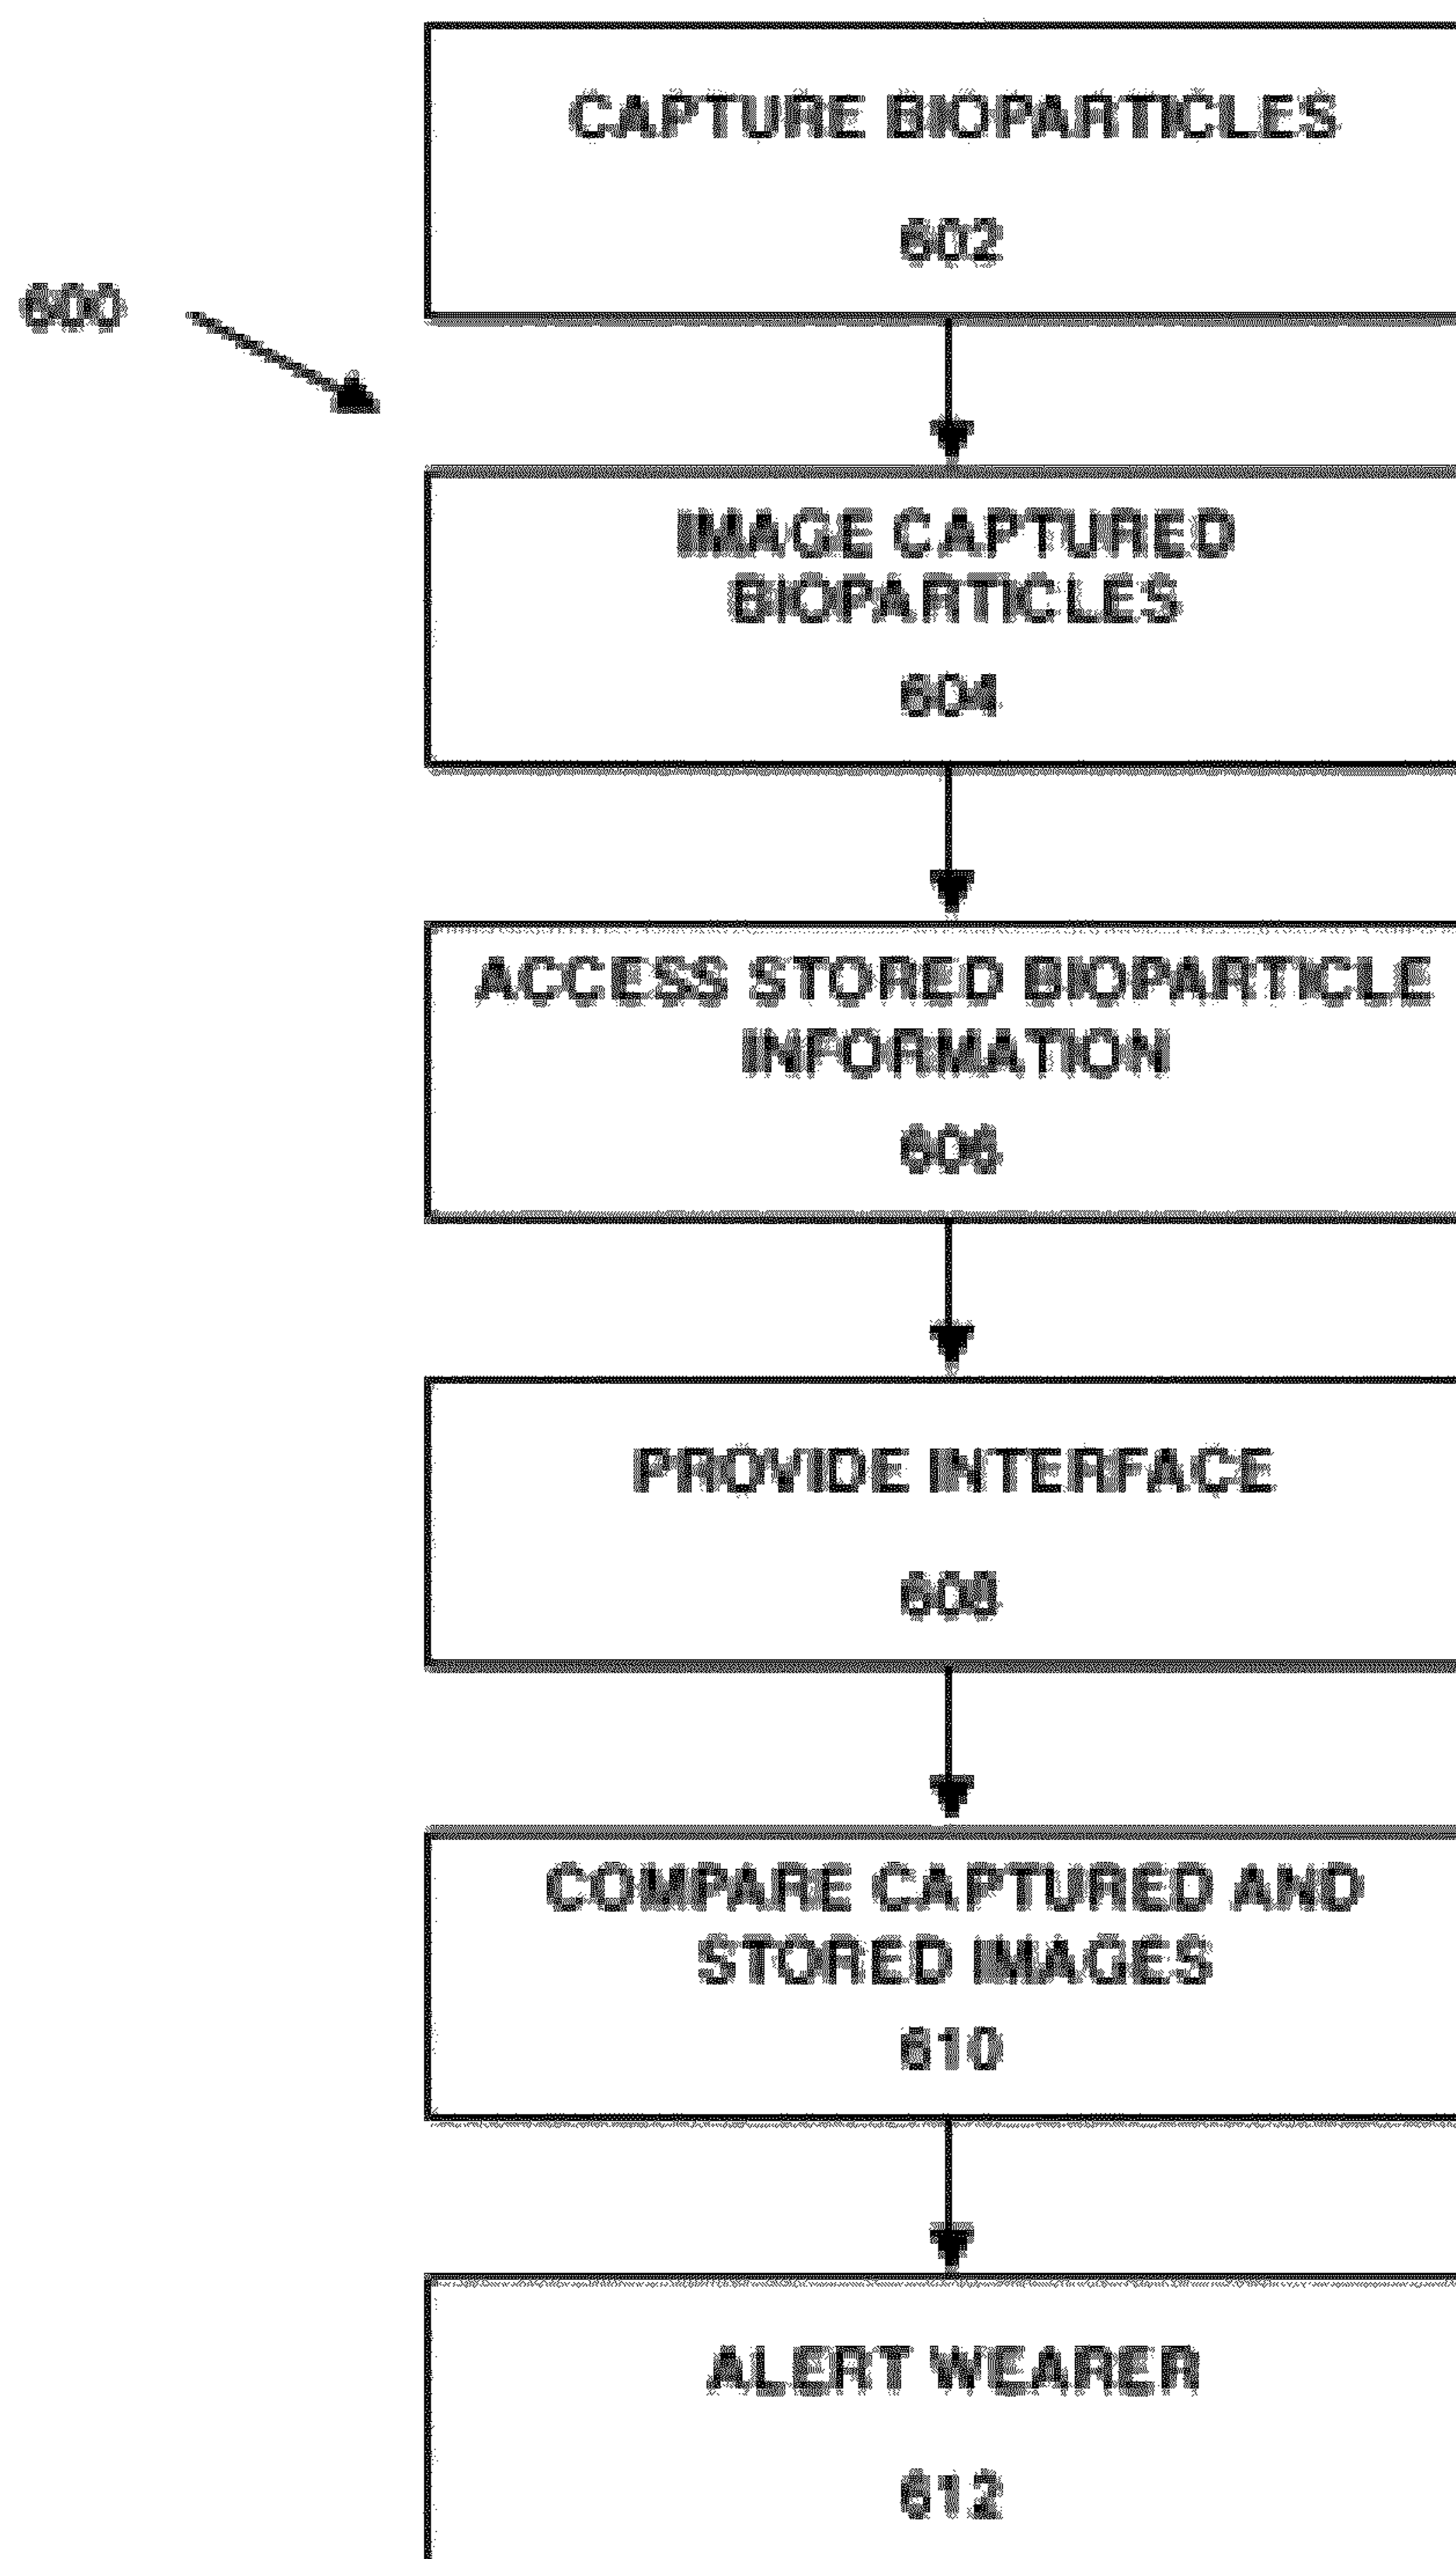 CAPTURE BIOPARTICLES
602
600
IMAGE CAPTURED
BIOPARTICLES
604
ACCESS STORED BIOPARTICLE
INFORMATION
606
PROVIDE INTERFACE
608
COMPARE CAPTURED AND
STORED IMAGES
610
ALERT WEARER
612